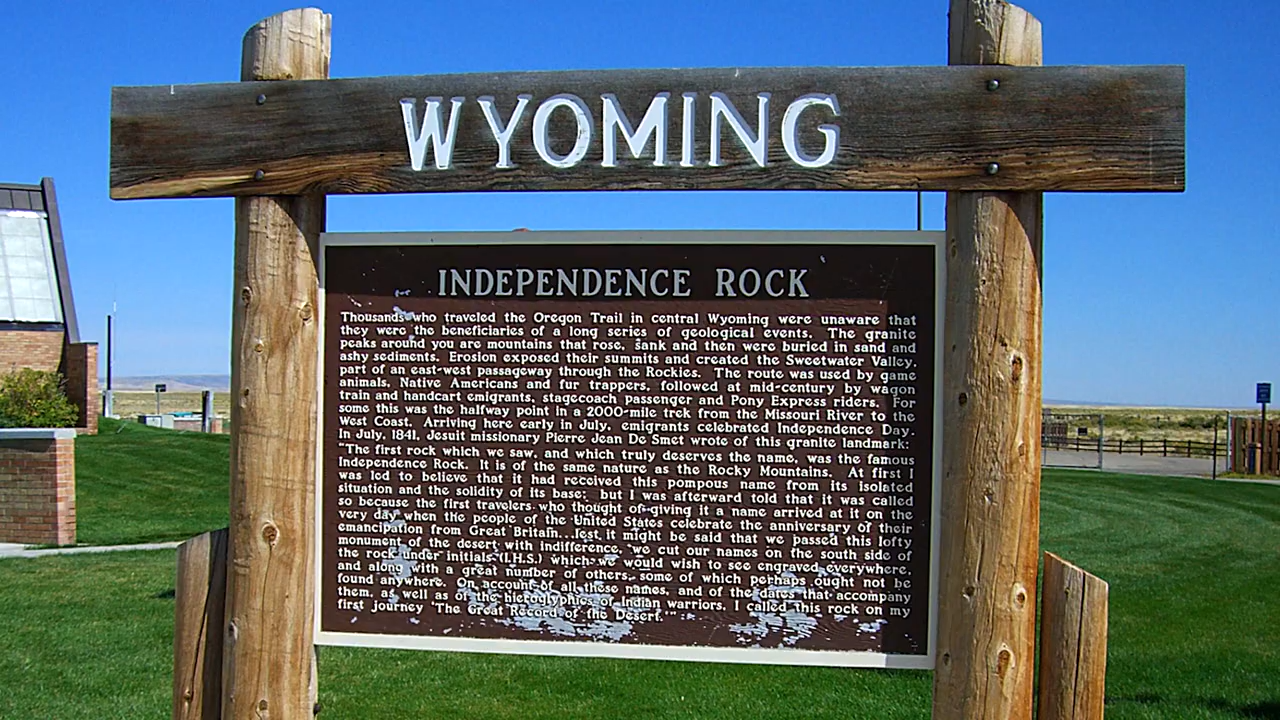 WYOMING
INDEPENDENCE ROCK
Thousands who traveled the Oregon Trail in central Wyoming were unaware that
they were the beneficiaries of a long series of geological events. The granite
peaks around you are mountains that rose, sank and then were buried in sand and
ashy sediments. Erosion exposed their summits and created the Sweetwater Valley,
part of an east-west passageway through the Rockies. The route was used by game
animals, Native Americans and fur trappers, followed at mid-century by wagon
train and handcart emigrants, stagecoach passenger and Pony Express riders. For
some this was the halfway point in a 2000-mile trek from the Missouri River to the
West Coast. Arriving here early in July, emigrants celebrated Independence Day.
In July, 1841, Jesuit missionary Pierre Jean De Smet wrote of this granite landmark:
"The first rock which we saw, and which truly deserves the name, was the famous
Independence Rock. It is of the same nature as the Rocky Mountains. At first I
was led to believe that it had received this pompous name from its isolated
situation and the solidity of its base; but I was afterward told that it was called
so because the first travelers who thought of giving it a name arrived at it on the
very day when the people of the United States celebrate the anniversary of their
emancipation from Great Britain...lest it might be said that we passed this lofty
monument of the desert with indifference, we cut our names on the south side of
the rock under initials (I.H.S.) which we would wish to see engraved everywhere,
and along with a great number of others, some of which perhaps ought not be
found anywhere. On account of all these names, and of the dates that accompany
them, as well as of the hieroglyphics of Indian warriors, I called this rock on my
first journey 'The Great Record of the Desert.'"